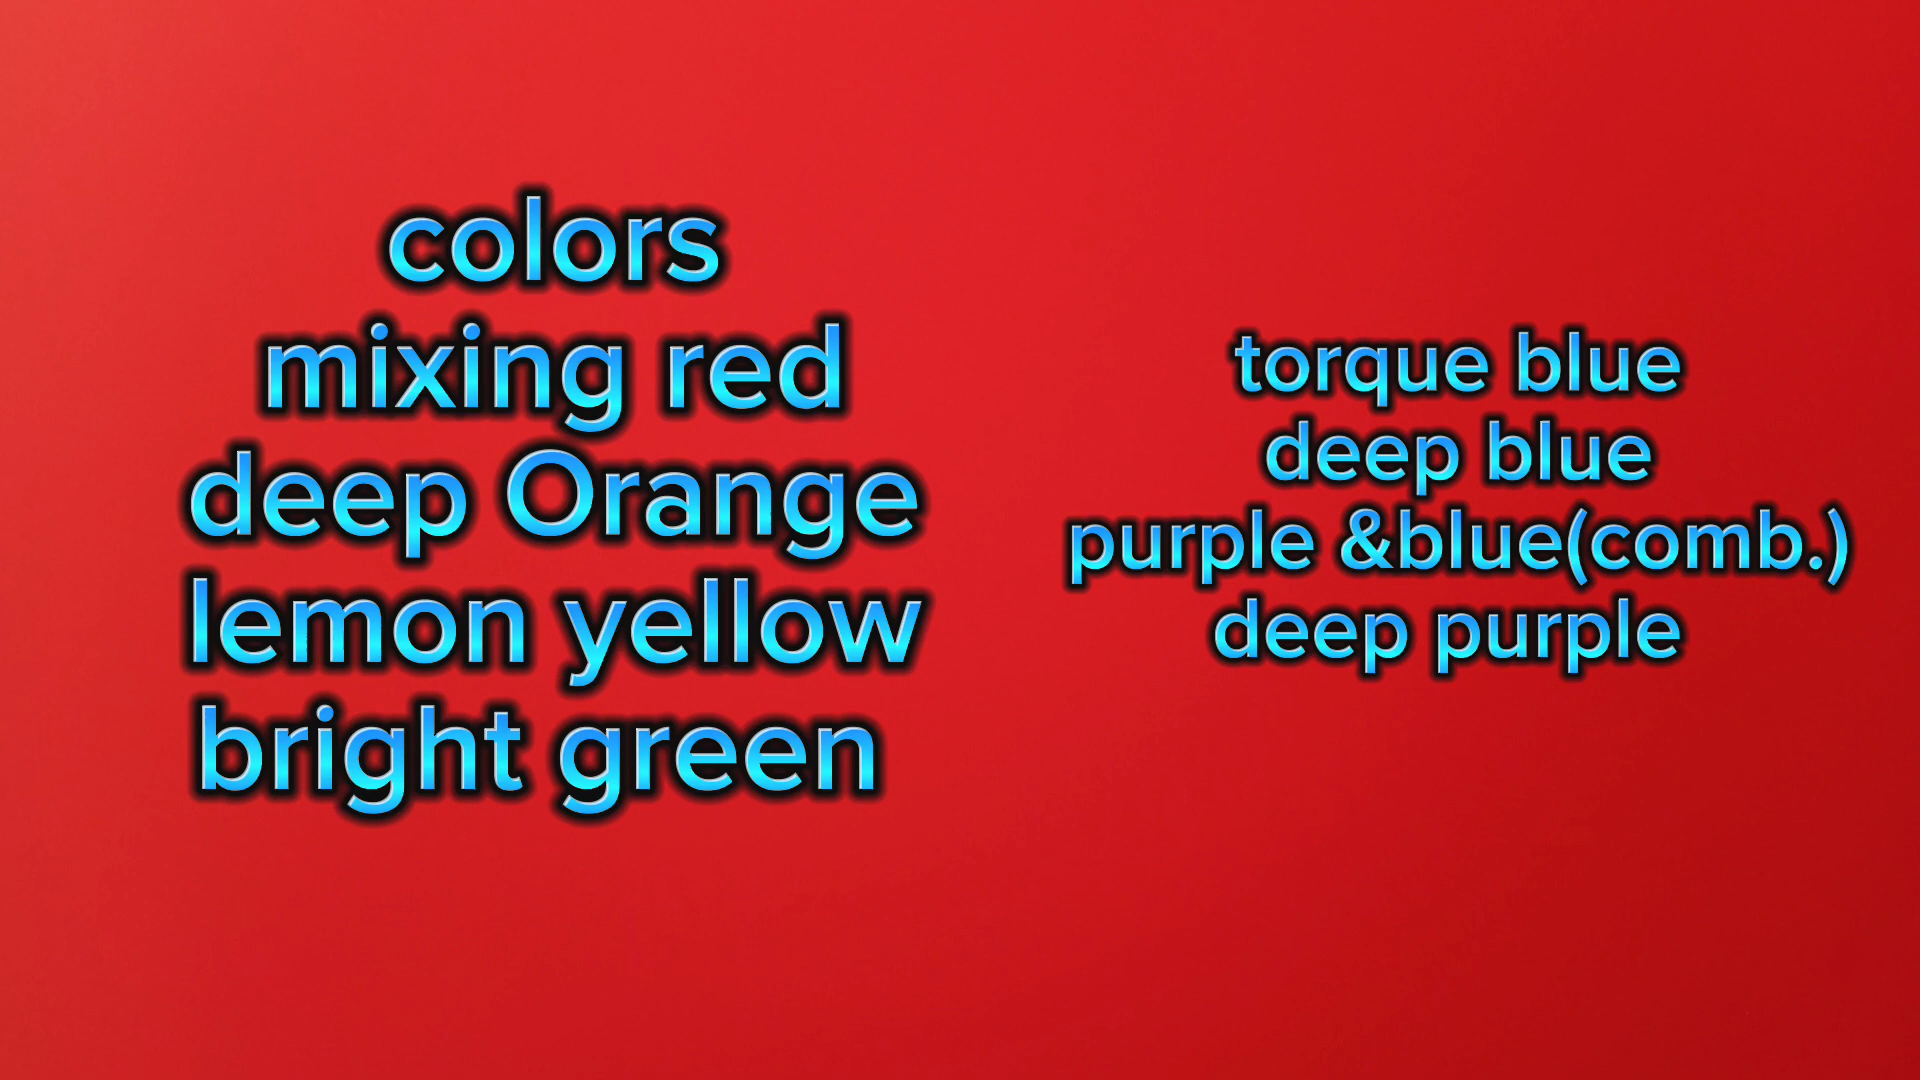 colors
mixing red
deep Orange
lemon yellow
bright green
torque blue
deep blue
purple &blue(comb.)
deep purple